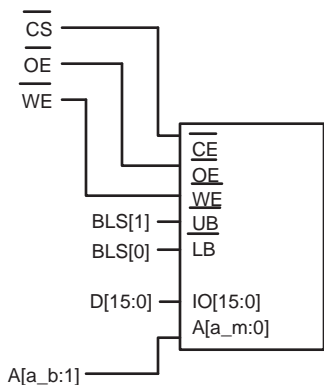 CS
OE
WE
CE
OE
WE
BLS[1] UB
BLS[0] LB
D[15:0] IO[15:0]
A[a_m:0]
A[a_b:1]